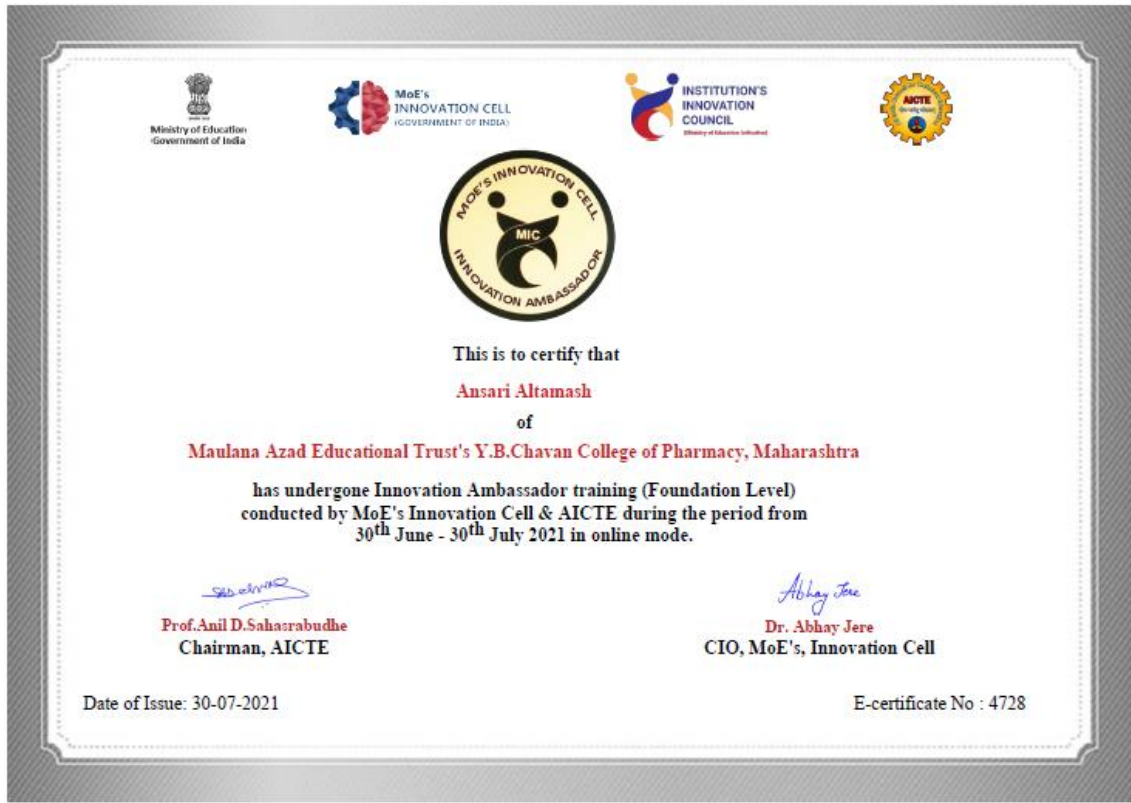 Ministry of Education
Government of India
MoE's
INNOVATION CELL
(GOVERNMENT OF INDIA)
INSTITUTION'S
INNOVATION
COUNCIL
(Ministry of Education Initiative)
AICTE
MOE'S INNOVATION CELL
MIC
INNOVATION AMBASSADOR
This is to certify that
Ansari Altamash
of
Maulana Azad Educational Trust's Y.B.Chavan College of Pharmacy, Maharashtra
has undergone Innovation Ambassador training (Foundation Level)
conducted by MoE's Innovation Cell & AICTE during the period from
30th June - 30th July 2021 in online mode.
Abhay Jere
Prof.Anil D.Sahasrabudhe
Chairman, AICTE
Dr. Abhay Jere
CIO, MoE's, Innovation Cell
Date of Issue: 30-07-2021
E-certificate No : 4728